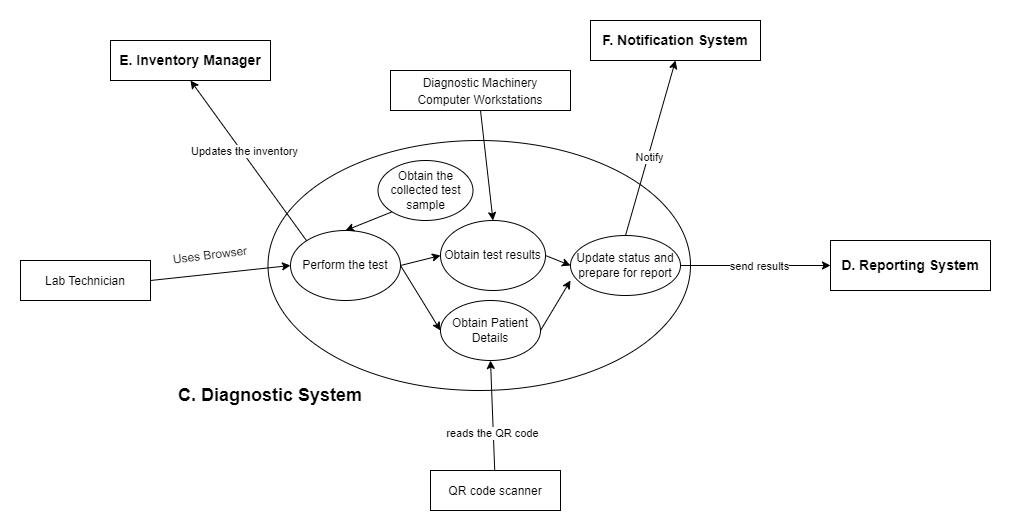 F. Notification System
E. Inventory Manager
Diagnostic Machinery
Computer Workstations
Updates the inventory
Notify
Obtain the
collected test
sample
Uses Browser
Lab Technician
Perform the test
Obtain test results
Update status and
prepare for report
send results
D. Reporting System
Obtain Patient
Details
C. Diagnostic System
reads the QR code
QR code scanner